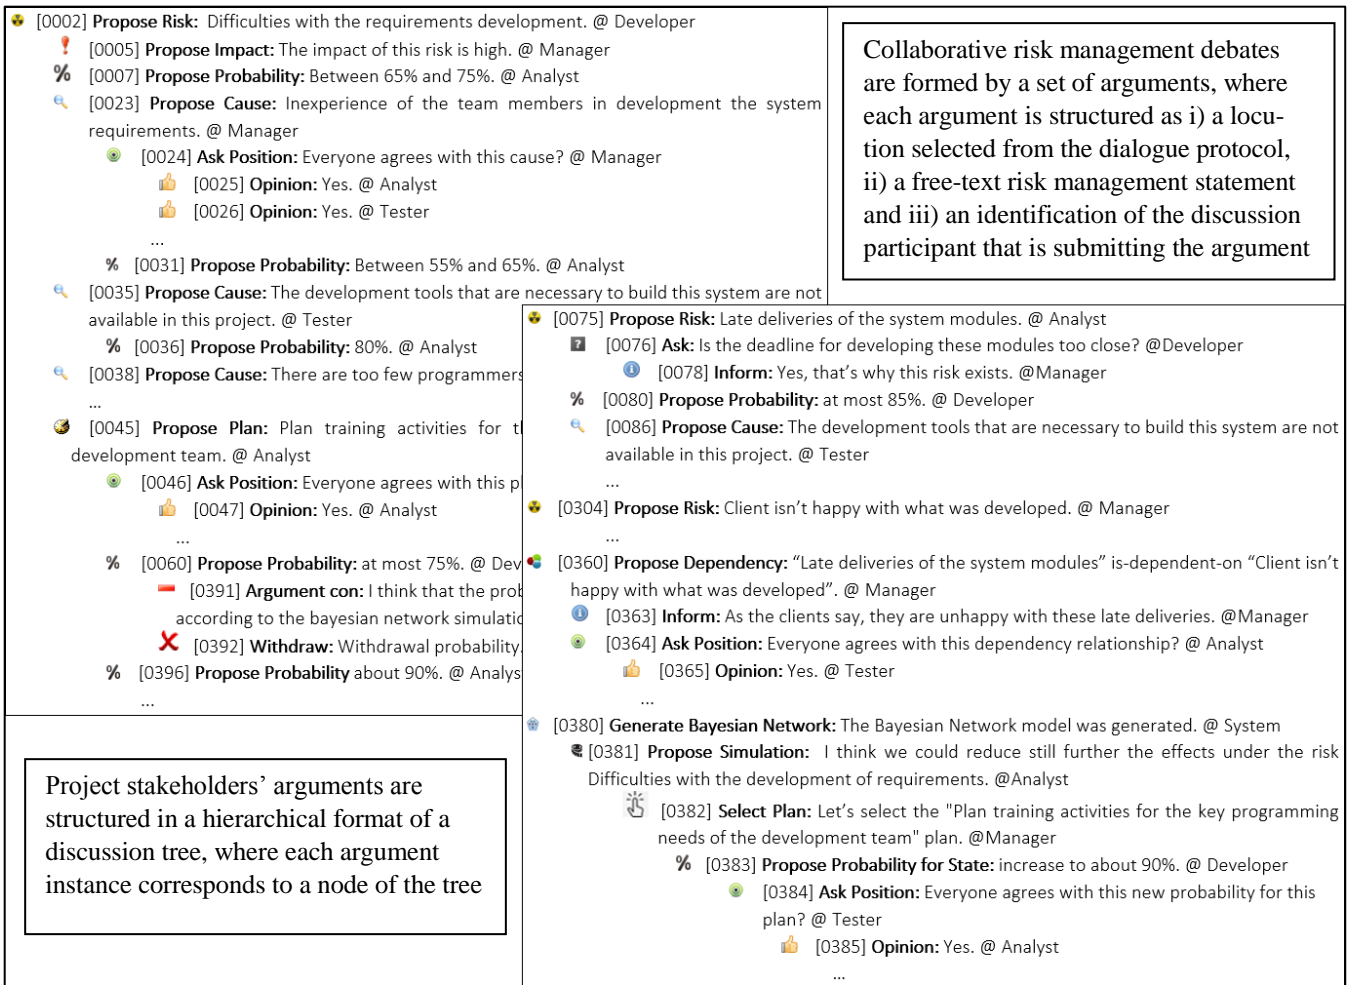 [0002] Propose Risk: Difficulties with the requirements development. @ Developer
[0005] Propose Impact: The impact of this risk is high. @ Manager
% [0007] Propose Probability: Between 65% and 75%. @ Analyst
[0023] Propose Cause: Inexperience of the team members in development the system
requirements. @ Manager
[0024] Ask Position: Everyone agrees with this cause? @ Manager
[0025] Opinion: Yes. @ Analyst
[0026] Opinion: Yes. @ Tester
...
% [0031] Propose Probability: Between 55% and 65%. @ Analyst
[0035] Propose Cause: The development tools that are necessary to build this system are not
available in this project. @ Tester
% [0036] Propose Probability: 80%. @ Analyst
[0038] Propose Cause: There are too few programmers
...
[0045] Propose Plan: Plan training activities for
development team. @ Analyst
[0046] Ask Position: Everyone agrees with this
[0047] Opinion: Yes. @ Analyst
...
% [0060] Propose Probability: at most 75%. @ Dev
[0391] Argument con: I think that the
according to the bayesian network
[0392] Withdraw: Withdrawal probability.
% [0396] Propose Probability about 90%. @ Analys
...
Collaborative risk management debates
are formed by a set of arguments, where
each argument is structured as i) a locu-
tion selected from the dialogue protocol,
ii) a free-text risk management statement
and iii) an identification of the discussion
participant that is submitting the argument
[0075] Propose Risk: Late deliveries of the system modules. @ Analyst
? [0076] Ask: Is the deadline for developing these modules too close? @Developer
[0078] Inform: Yes, that's why this risk exists. @Manager
% [0080] Propose Probability: at most 85%. @ Developer
[0086] Propose Cause: The development tools that are necessary to build this system are not
available in this project. @ Tester
...
[0304] Propose Risk: Client isn't happy with what was developed. @ Manager
...
[0360] Propose Dependency: "Late deliveries of the system modules" is-dependent-on "Client isn't
happy with what was developed". @ Manager
[0363] Inform: As the clients say, they are unhappy with these late deliveries. @Manager
[0364] Ask Position: Everyone agrees with this dependency relationship? @ Analyst
[0365] Opinion: Yes. @ Tester
...
[0380] Generate Bayesian Network: The Bayesian Network model was generated. @ System
[0381] Propose Simulation: I think we could reduce still further the effects under the risk
Difficulties with the development of requirements. @Analyst
[0382] Select Plan: Let's select the "Plan training activities for the key programming
needs of the development team" plan. @Manager
% [0383] Propose Probability for State: increase to about 90%. @ Developer
[0384] Ask Position: Everyone agrees with this new probability for this
plan? @ Tester
[0385] Opinion: Yes. @ Analyst
...
Project stakeholders' arguments are
structured in a hierarchical format of a
discussion tree, where each argument
instance corresponds to a node of the tree